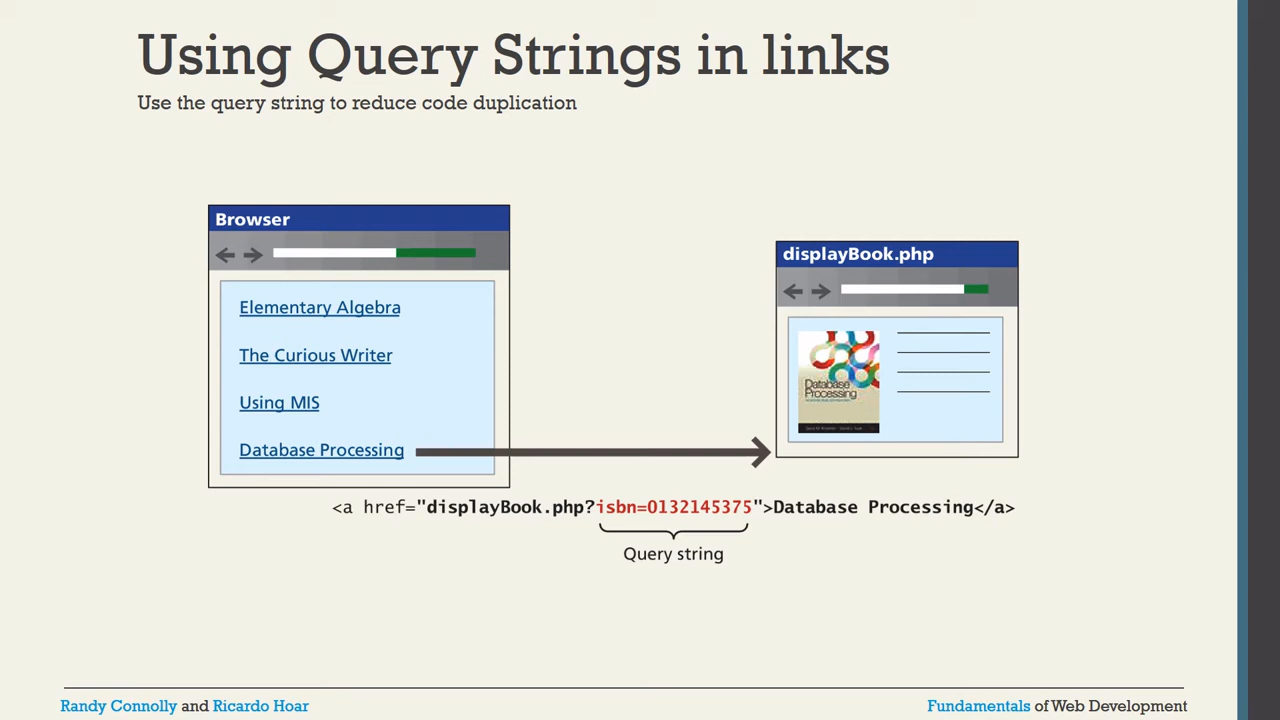 Using Query Strings in links
Use the query string to reduce code duplication
Browser
Elementary Algebra
The Curious Writer
Using MIS
Database Processing
displayBook.php
Database
Processing
<a href="displayBook.php?isbn=0132145375">Database Processing</a>
Query string
Randy Connolly and Ricardo Hoar
Fundamentals of Web Development